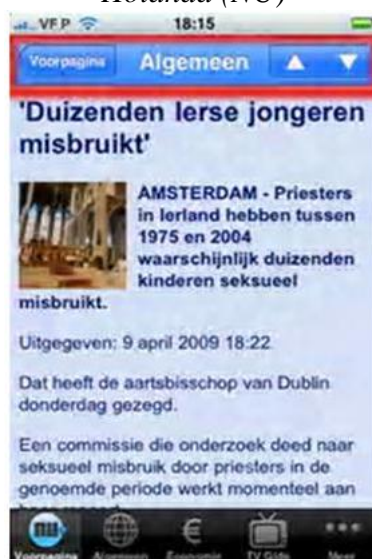 Holanda (NU)
VF P 18:15
Voorpagina Algemeen
'Duizenden Ierse jongeren
misbruikt'
AMSTERDAM - Priesters
in Ierland hebben tussen
1975 en 2004
waarschijnlijk duizenden
kinderen seksueel
misbruikt.
Uitgegeven: 9 april 2009 18:22
Dat heeft de aartsbisschop van Dublin
donderdag gezegd.
Een commissie die onderzoek deed naar
seksueel misbruik door priesters in de
genoemde periode werkt momenteel aan
nu
Voorpagina Algemeen Economie TV Gids Meer